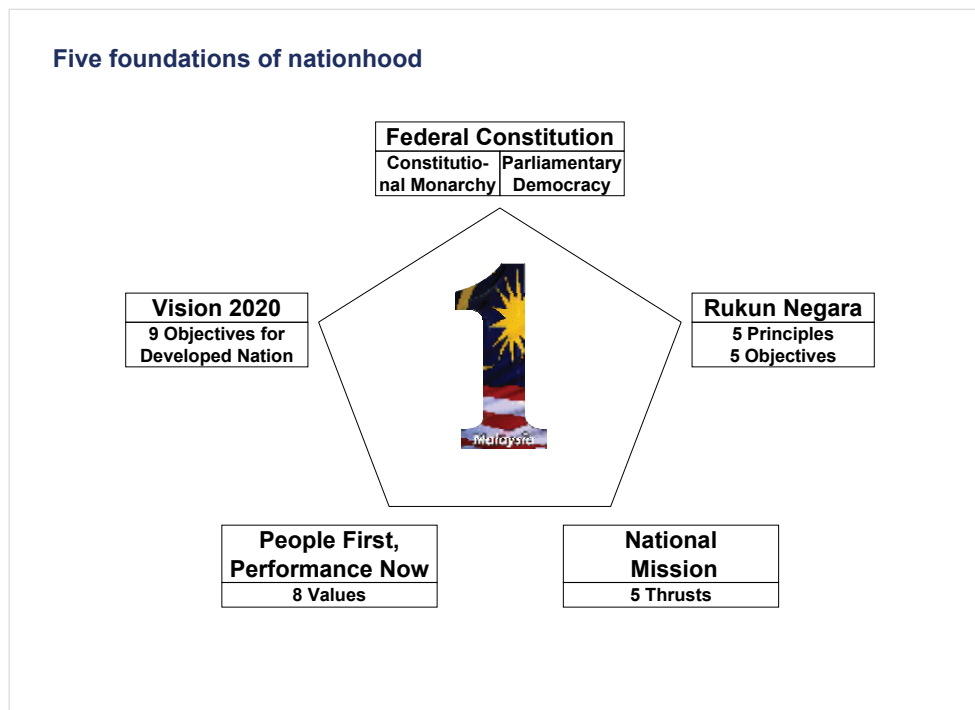 Five foundations of nationhood
Federal Constitution
Constitutio-
nal Monarchy
Parliamentary
Democracy
Vision 2020
9 Objectives for
Developed Nation
Rukun Negara
5 Principles
5 Objectives
1
Malaysia
People First,
Performance Now
8 Values
National
Mission
5 Thrusts